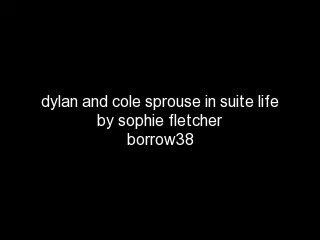 dylan and cole sprouse in suite life
by sophie fletcher
borrow38